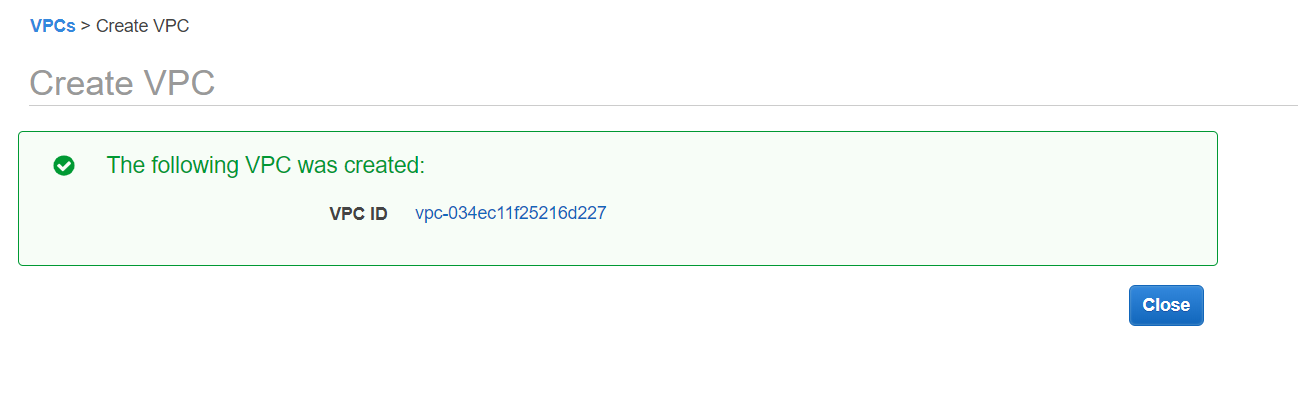 VPCs > Create VPC
Create VPC
The following VPC was created:
VPC ID vpc-034ec11f25216d227
Close